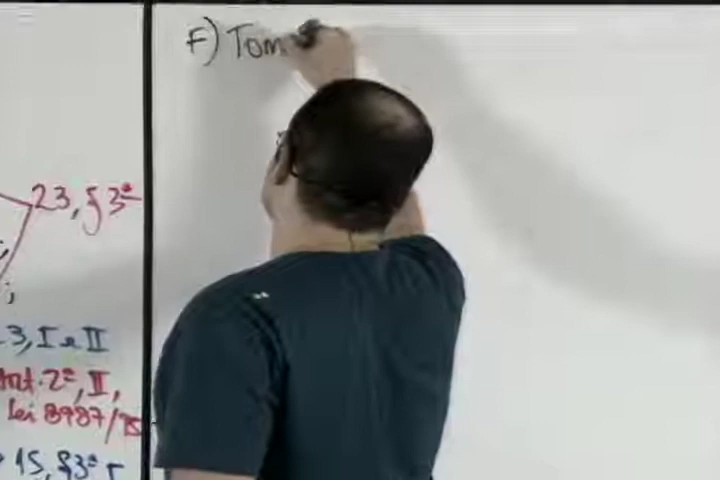 F) Tom
23, § 3º
3, I e II
Art. 2º, II,
lei 8987/95
15, § 3º I